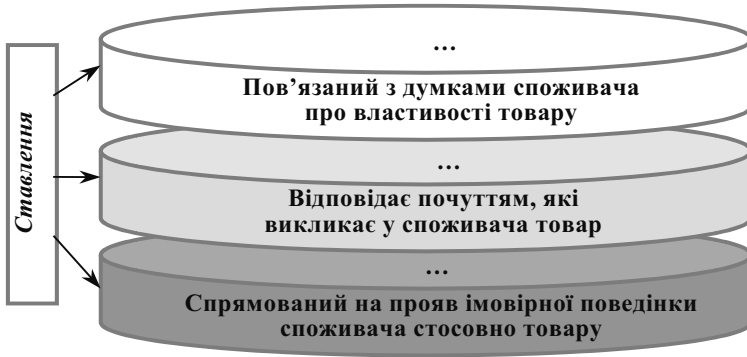 Ставлення
...
Пов’язаний з думками споживача
про властивості товару
...
Відповідає почуттям, які
викликає у споживача товар
...
Спрямований на прояв імовірної поведінки
споживача стосовно товару